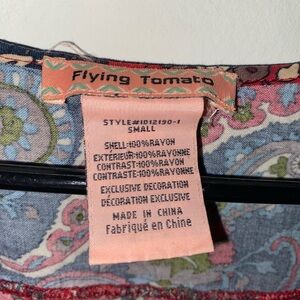 Flying Tomato
STYLE#ID12190-1
SMALL
SHELL:100%RAYON
EXTERIEUR:100%RAYONNE
CONTRAST:100%RAYON
CONTRASTE:100%RAYONNE
EXCLUSIVE DECORATION
DÉCORATION EXCLUSIVE
MADE IN CHINA
Fabriqué en Chine